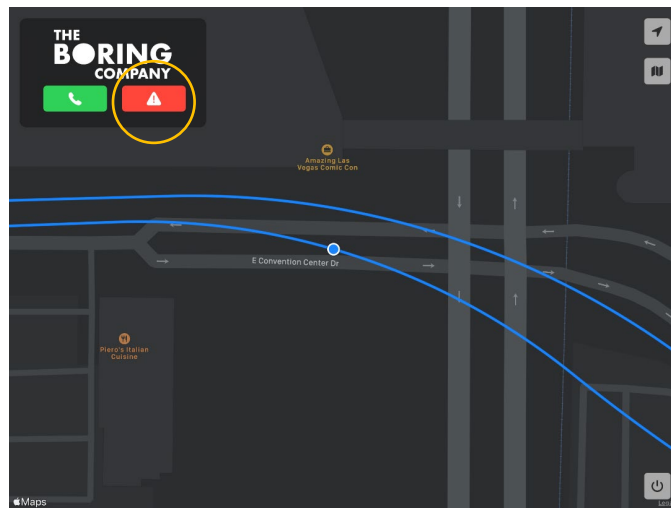 THE
BORING
COMPANY
Amazing Las
Vegas Comic Con
E Convention Center Dr
Piero's Italian
Cuisine
Maps